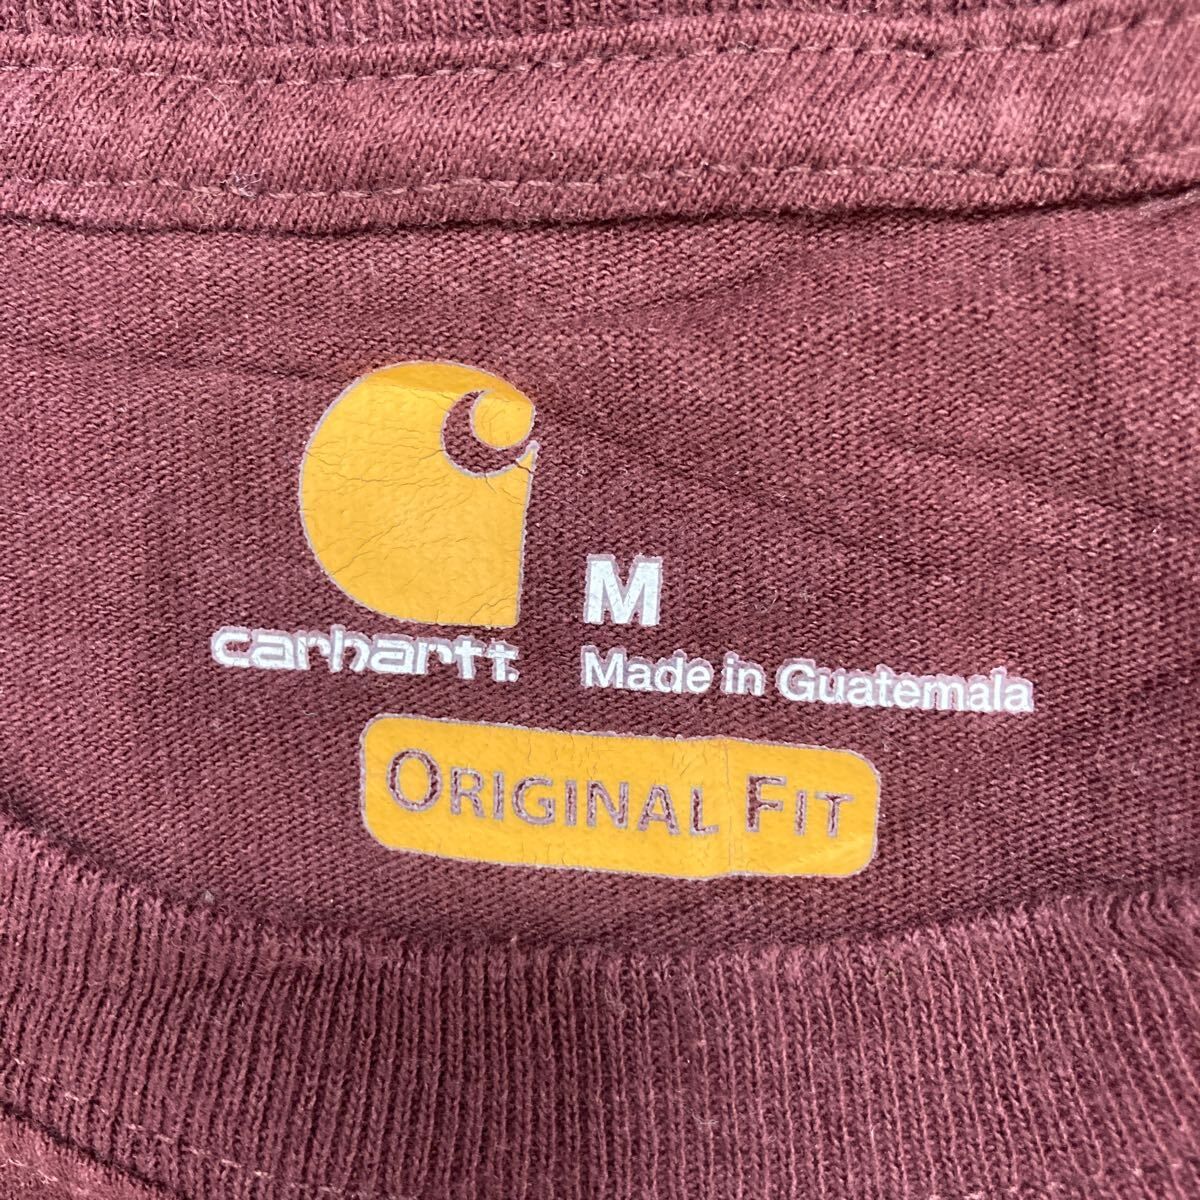 M
carhartt.
Made in Guatemala
ORIGINAL FIT